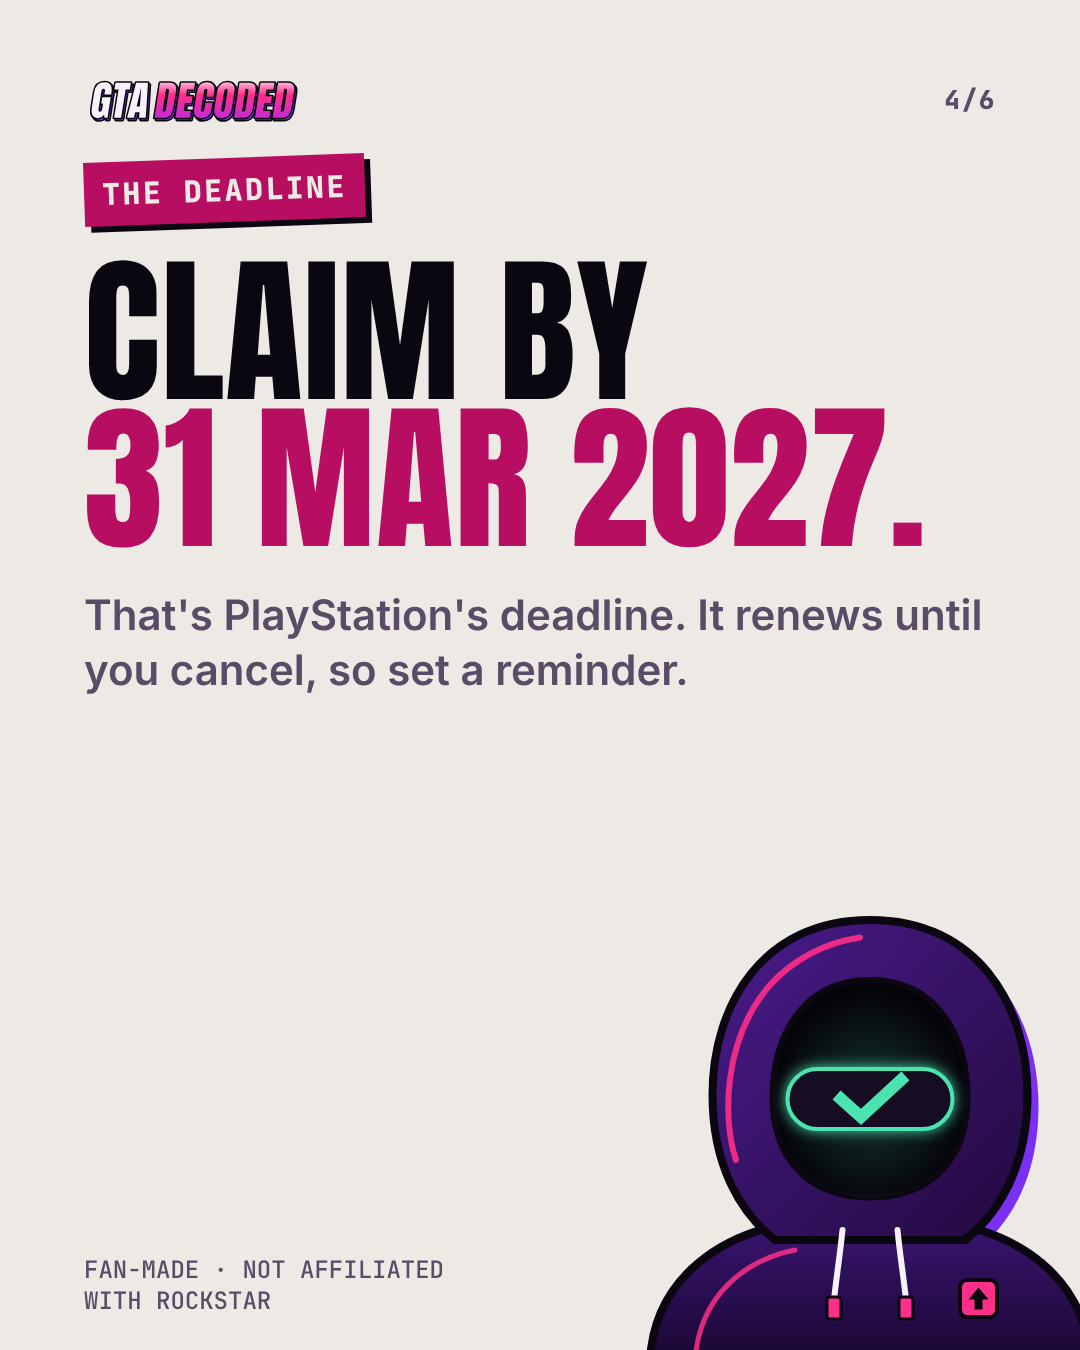 GTA DECODED
4/6
THE DEADLINE
CLAIM BY
31 MAR 2027.
That's PlayStation's deadline. It renews until
you cancel, so set a reminder.
FAN-MADE · NOT AFFILIATED
WITH ROCKSTAR